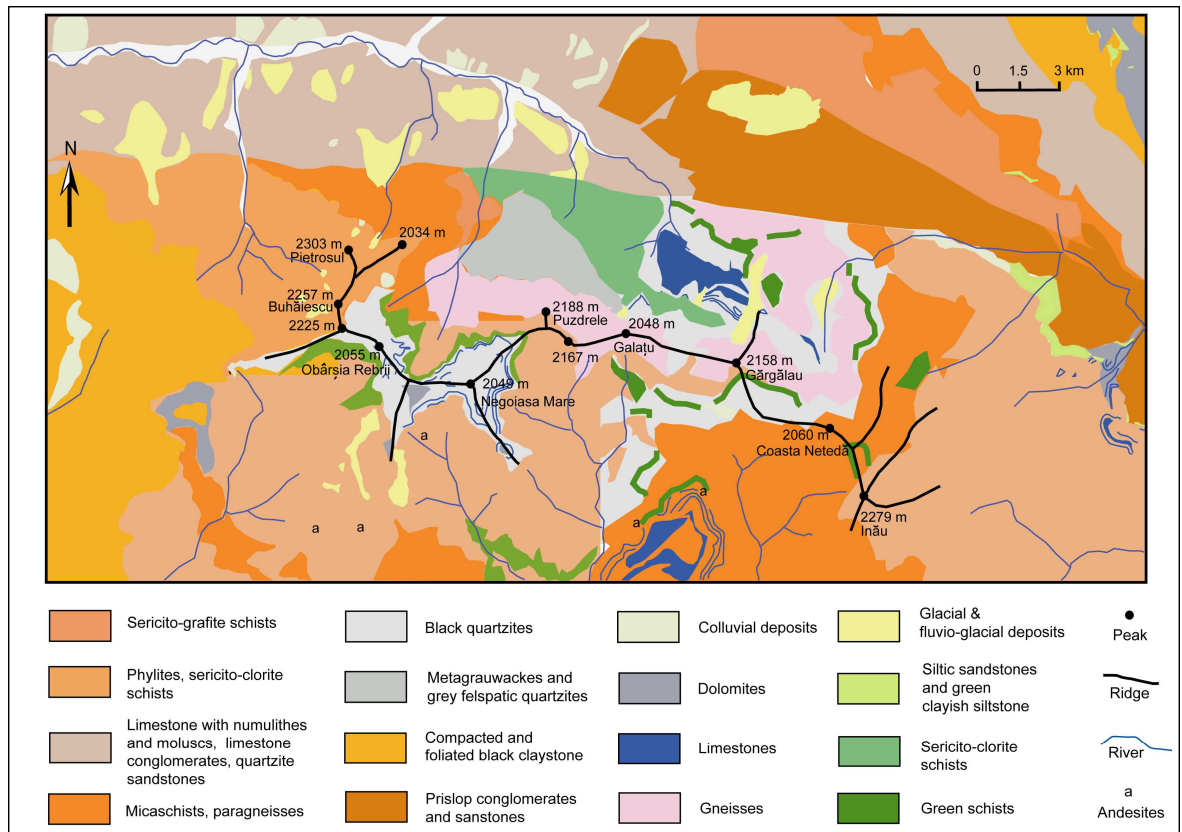 0 1.5 3 km
N
2303 m
Pietrosul
2034 m
2257 m
Buhăiescu
2225 m
2055 m
Obârșia Rebrii
2188 m
Puzdrele
2167 m
2048 m
Galațu
2158 m
Gărgălau
2049 m
Negoiasa Mare
2060 m
Coasta Netedă
2279 m
Inău
a
a
a
a
a
Sericito-grafite schists
Black quartzites
Colluvial deposits
Glacial &
fluvio-glacial deposits
Peak
Phylites, sericito-clorite
schists
Metagrauwackes and
grey felspatic quartzites
Dolomites
Siltic sandstones
and green
clayish siltstone
Ridge
Limestone with numulithes
and moluscs, limestone
conglomerates, quartzite
sandstones
Compacted and
foliated black claystone
Limestones
Sericito-clorite
schists
River
Micaschists, paragneisses
Prislop conglomerates
and sanstones
Gneisses
Green schists
a
Andesites